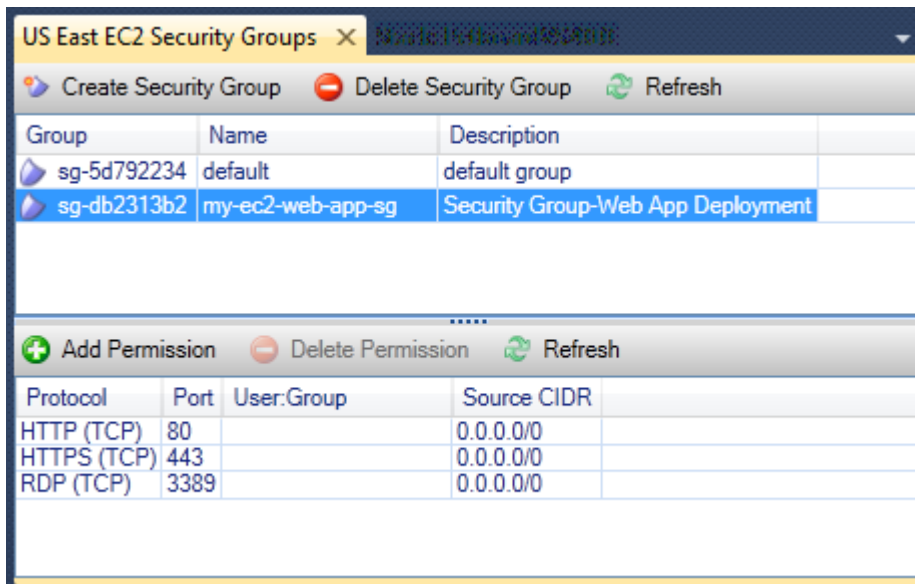 US East EC2 Security Groups
Create Security Group Delete Security Group Refresh
Group Name Description
sg-5d792234 default default group
sg-db2313b2 my-ec2-web-app-sg Security Group-Web App Deployment
Add Permission Delete Permission Refresh
Protocol Port User:Group Source CIDR
HTTP (TCP) 80 0.0.0.0/0
HTTPS (TCP) 443 0.0.0.0/0
RDP (TCP) 3389 0.0.0.0/0